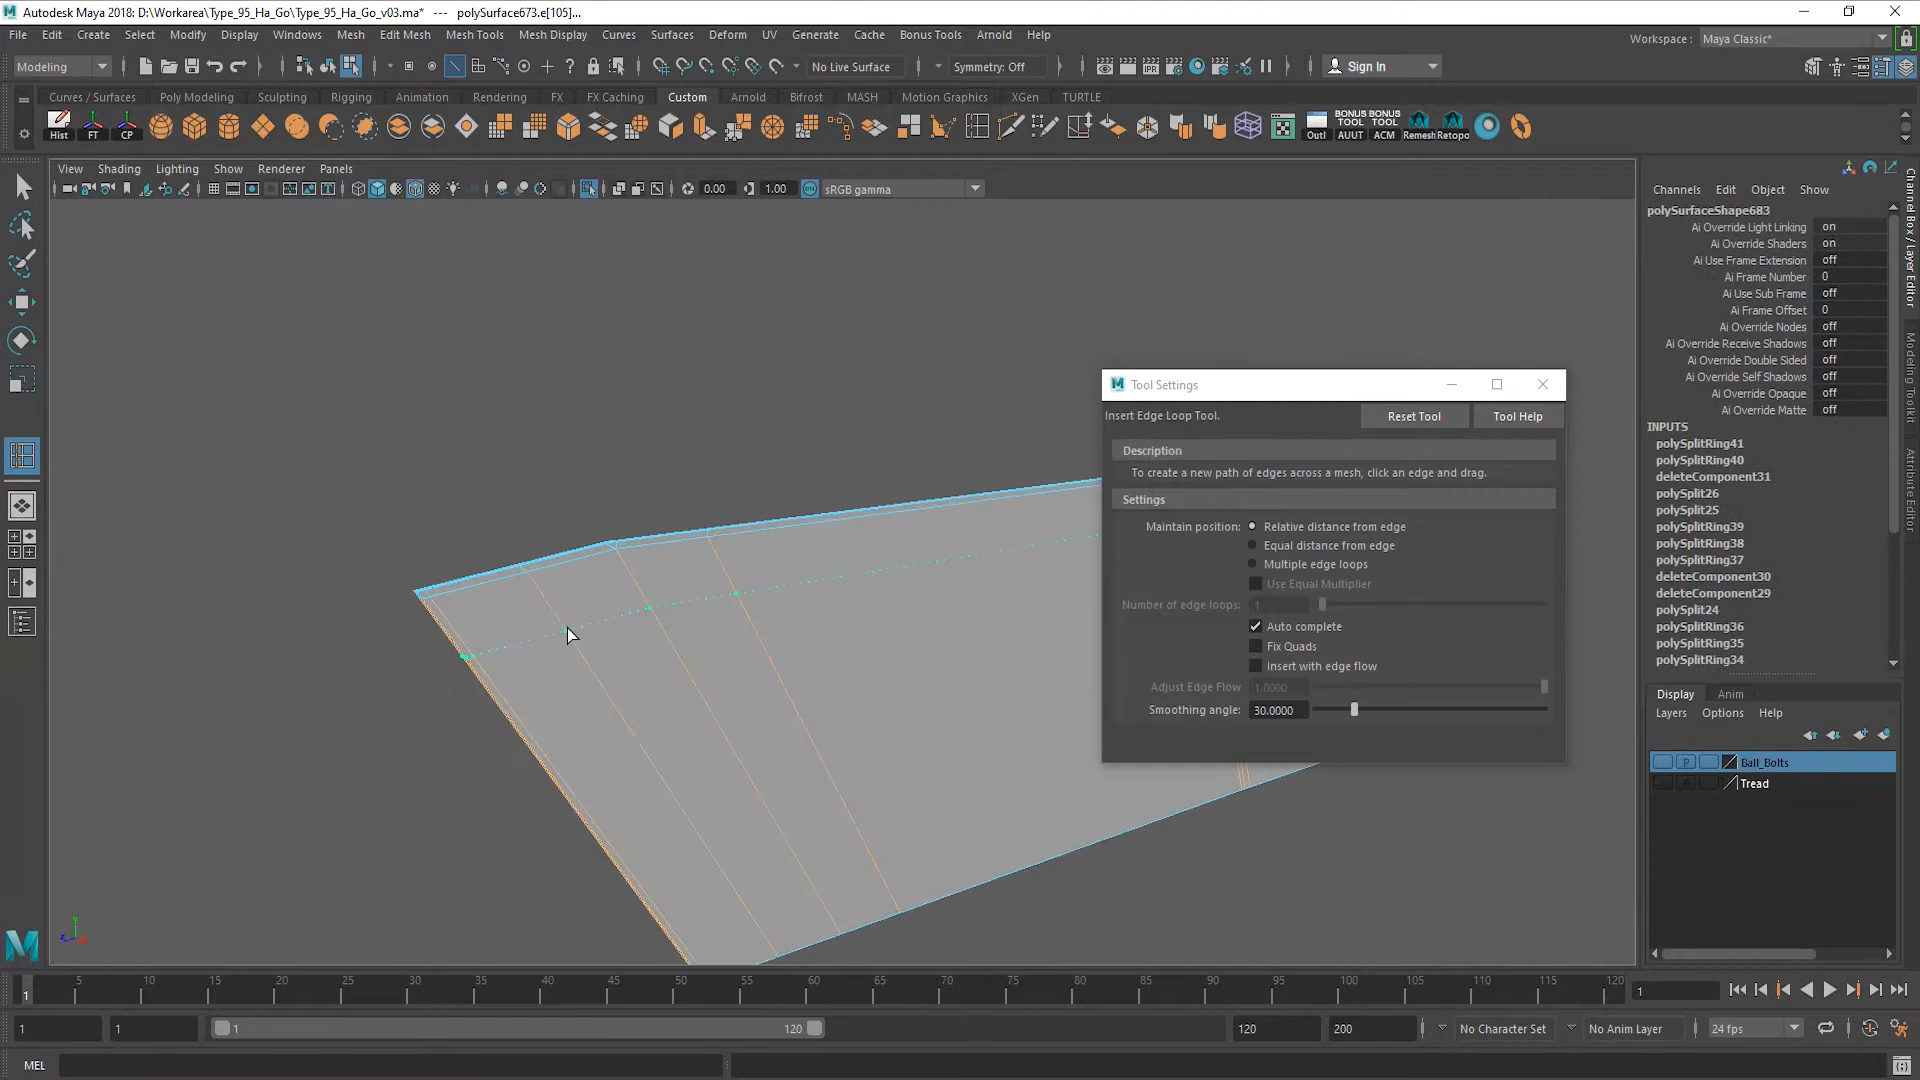 Autodesk Maya 2018: D:\Workarea\Type_95_Ha_Go\Type_95_Ha_Go_v03.ma* --- polySurface673.e[105]...
File Edit Create Select Modify Display Windows Mesh Edit Mesh Mesh Tools Mesh Display Curves Surfaces Deform UV Generate Cache Bonus Tools Arnold Help
Workspace : Maya Classic*
Modeling
No Live Surface
Symmetry: Off
Sign In
Curves / Surfaces Poly Modeling Sculpting Rigging Animation Rendering FX FX Caching Custom Arnold Bifrost MASH Motion Graphics XGen TURTLE
Hist FT CP
Outl
BONUS TOOL AUUT
BONUS TOOL ACM
Remesh Retopo
View Shading Lighting Show Renderer Panels
0.00 1.00 sRGB gamma
Channels Edit Object Show
polySurfaceShape683
Ai Override Light Linking on
Ai Override Shaders on
Ai Use Frame Extension off
Ai Frame Number 0
Ai Use Sub Frame off
Ai Frame Offset 0
Ai Override Nodes off
Ai Override Receive Shadows off
Ai Override Double Sided off
Ai Override Self Shadows off
Ai Override Opaque off
Ai Override Matte off
INPUTS
polySplitRing41
polySplitRing40
deleteComponent31
polySplit26
polySplit25
polySplitRing39
polySplitRing38
polySplitRing37
deleteComponent30
deleteComponent29
polySplit24
polySplitRing36
polySplitRing35
polySplitRing34
Channel Box / Layer Editor
Modeling Toolkit
Attribute Editor
Tool Settings
Insert Edge Loop Tool.
Reset Tool
Tool Help
Description
To create a new path of edges across a mesh, click an edge and drag.
Settings
Maintain position: Relative distance from edge
Equal distance from edge
Multiple edge loops
Use Equal Multiplier
Number of edge loops: 1
Auto complete
Fix Quads
Insert with edge flow
Adjust Edge Flow 1.0000
Smoothing angle: 30.0000
Display Anim
Layers Options Help
P Ball_Bolts
P Tread
y
z
1
5 10 15 20 25 30 35 40 45 50 55 60 65 70 75 80 85 90 95 100 105 110 115 120
1
1 1 1 120 120 200 No Character Set No Anim Layer 24 fps
MEL